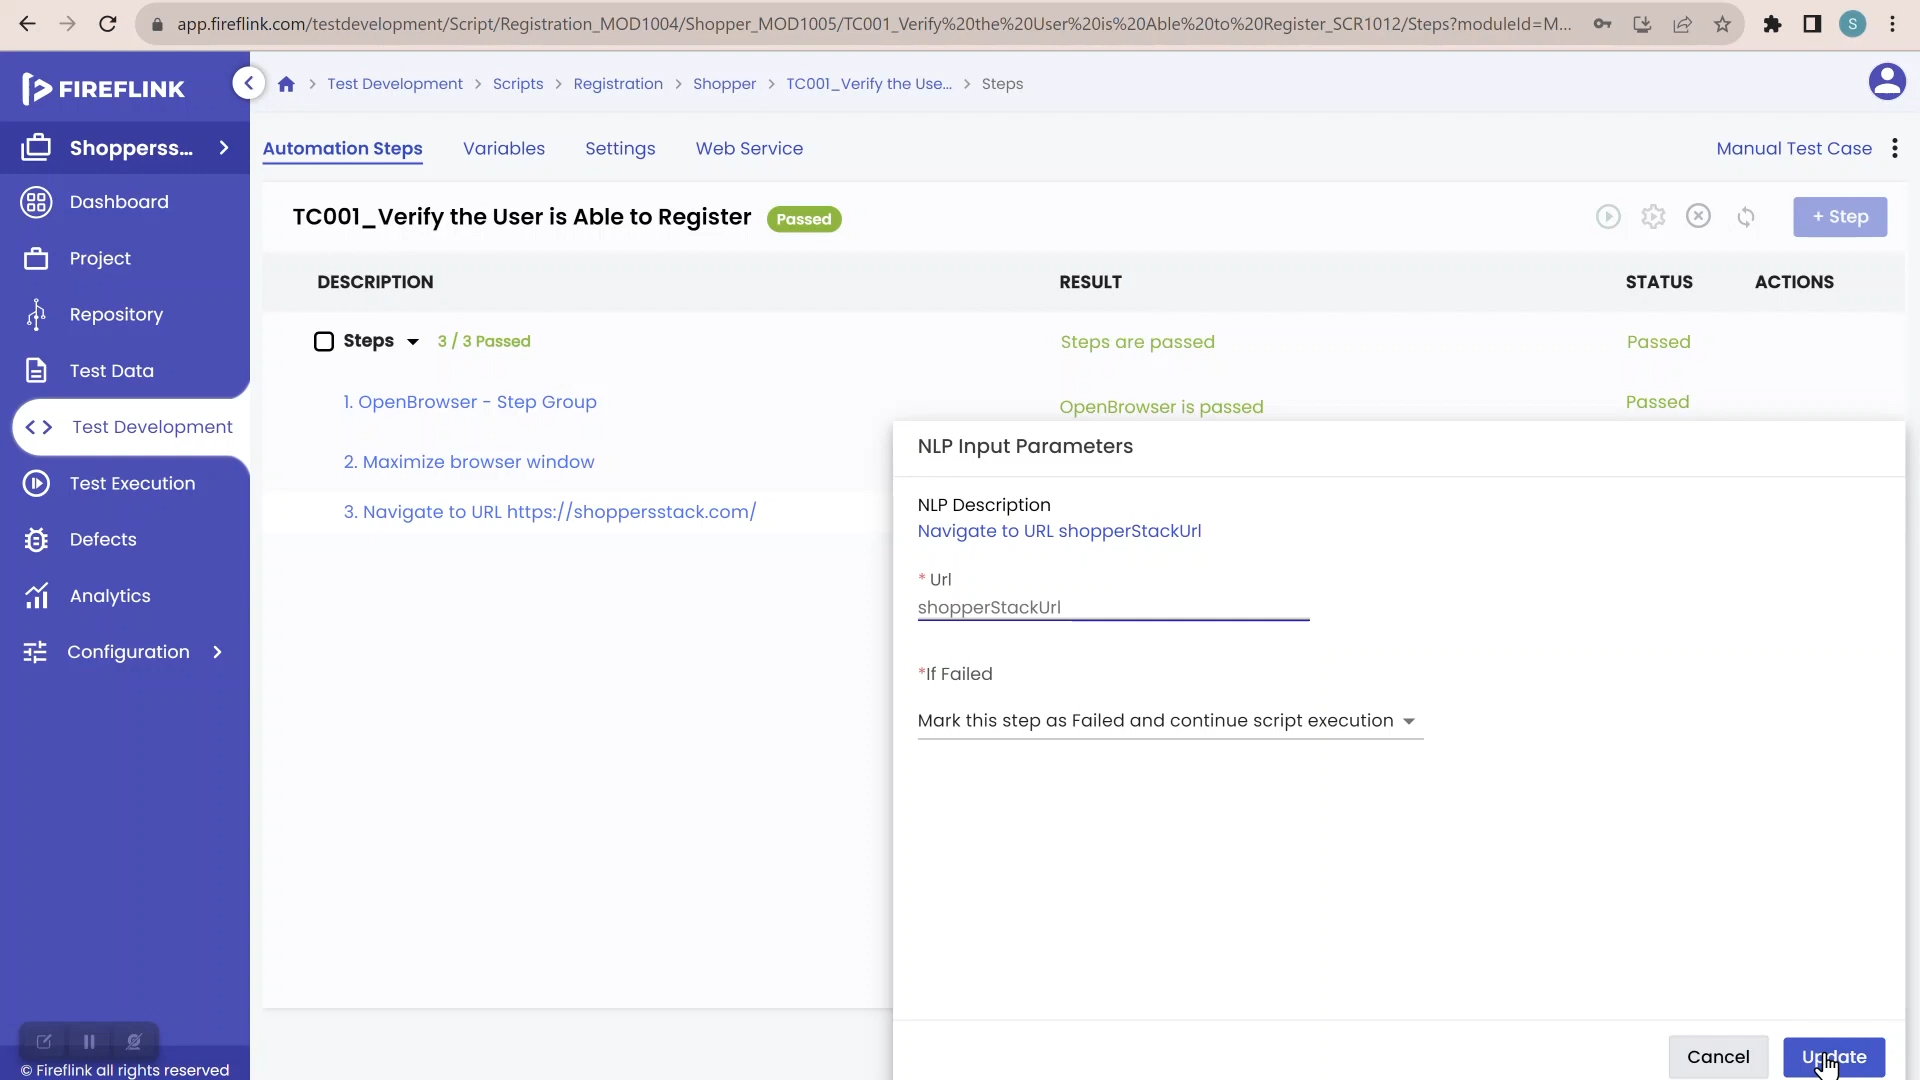 app.fireflink.com/testdevelopment/Script/Registration_MOD1004/Shopper_MOD1005/TC001_Verify%20the%20User%20is%20Able%20to%20Register_SCR1012/Steps?moduleId=M...
S
FIREFLINK
Test Development > Scripts > Registration > Shopper > TC001_Verify the Use... > Steps
Shopperss...
Automation Steps
Variables
Settings
Web Service
Manual Test Case
Dashboard
TC001_Verify the User is Able to Register
Passed
+ Step
Project
DESCRIPTION
RESULT
STATUS
ACTIONS
Repository
Steps
3 / 3 Passed
Steps are passed
Passed
Test Data
1. OpenBrowser - Step Group
OpenBrowser is passed
Passed
Test Development
NLP Input Parameters
2. Maximize browser window
Test Execution
NLP Description
3. Navigate to URL https://shoppersstack.com/
Navigate to URL shopperStackUrl
Defects
* Url
Analytics
shopperStackUrl
Configuration
*If Failed
Mark this step as Failed and continue script execution
Cancel
Update
© Fireflink all rights reserved